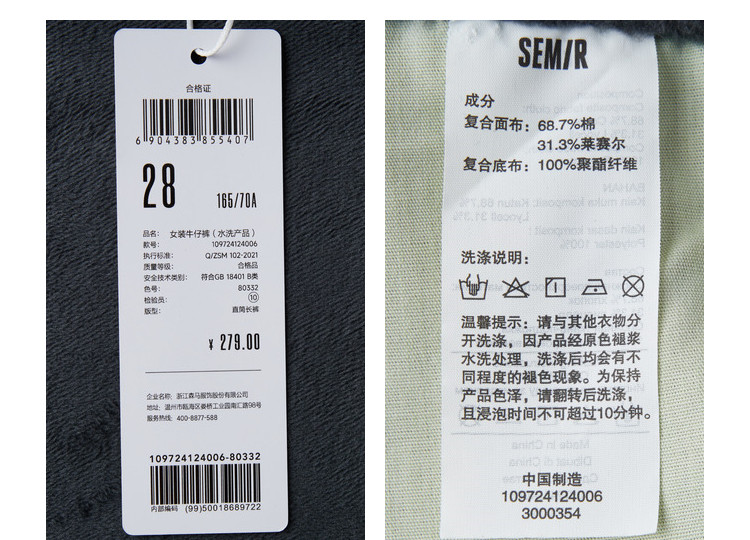 合格证
6 904383 855407
28
165/70A
品名: 女装牛仔裤（水洗产品）
款号: 109724124006
执行标准: Q/ZSM 102-2021
质量等级: 合格品
安全技术类别: 符合GB 18401 B类
色号: 80332
检验员: 10
版型: 直筒长裤
¥ 279.00
企业名称: 浙江森马服饰股份有限公司
地址: 温州市瓯海区娄桥工业园南汇路98号
服务热线: 400-8877-588
109724124006-80332
内部编码 (99)50018689722
SEMIR
成分
复合面布: 68.7%棉
31.3%莱赛尔
复合底布: 100%聚酯纤维
洗涤说明:
温馨提示: 请与其他衣物分
开洗涤, 因产品经原色褪浆
水洗处理, 洗涤后均会有不
同程度的褪色现象。为保持
产品色泽, 请翻转后洗涤,
且浸泡时间不可超过10分钟。
中国制造
109724124006
3000354